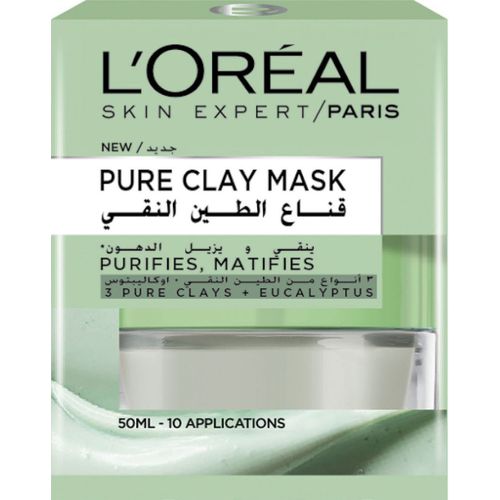 L'ORÉAL
SKIN EXPERT/PARIS
NEW / جديد
PURE CLAY MASK
قناع الطين النقي
ينقي و يزيل الدهون*
PURIFIES, MATIFIES
٣ أنواع من الطين النقي + اوكاليبتوس
3 PURE CLAYS + EUCALYPTUS
50ML - 10 APPLICATIONS